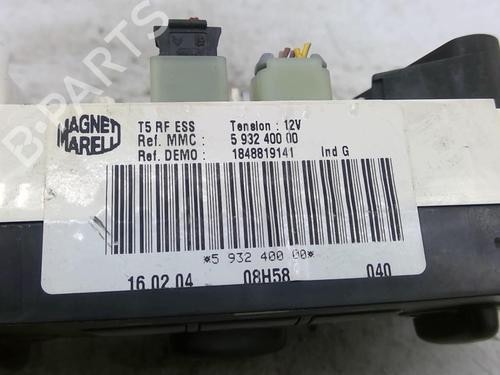 B-PARTS
MAGNETI
MARELLI
T5 RF ESS Tension : 12V
Ref. MMC : 5 932 400 00
Ref. DEMO : 1848819141 Ind G
*5 932 400 00*
16.02.04 08H58 040